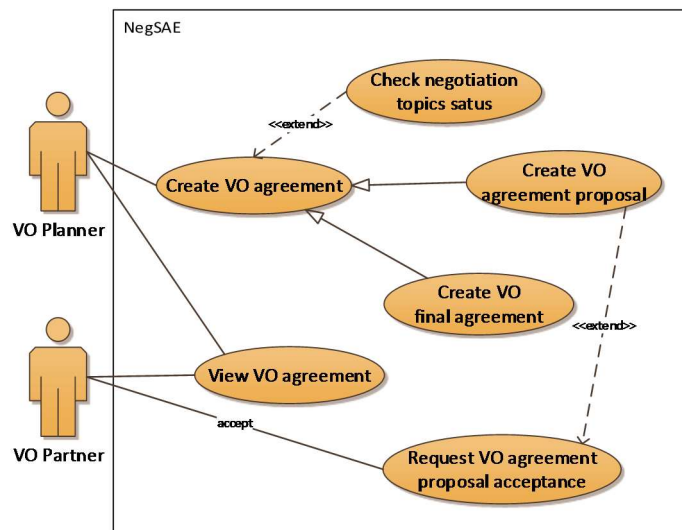 NegSAE
Check negotiation
topics satus
<<extend>>
Create VO agreement
Create VO
agreement proposal
VO Planner
Create VO
final agreement
<<extend>>
View VO agreement
accept
VO Partner
Request VO agreement
proposal acceptance